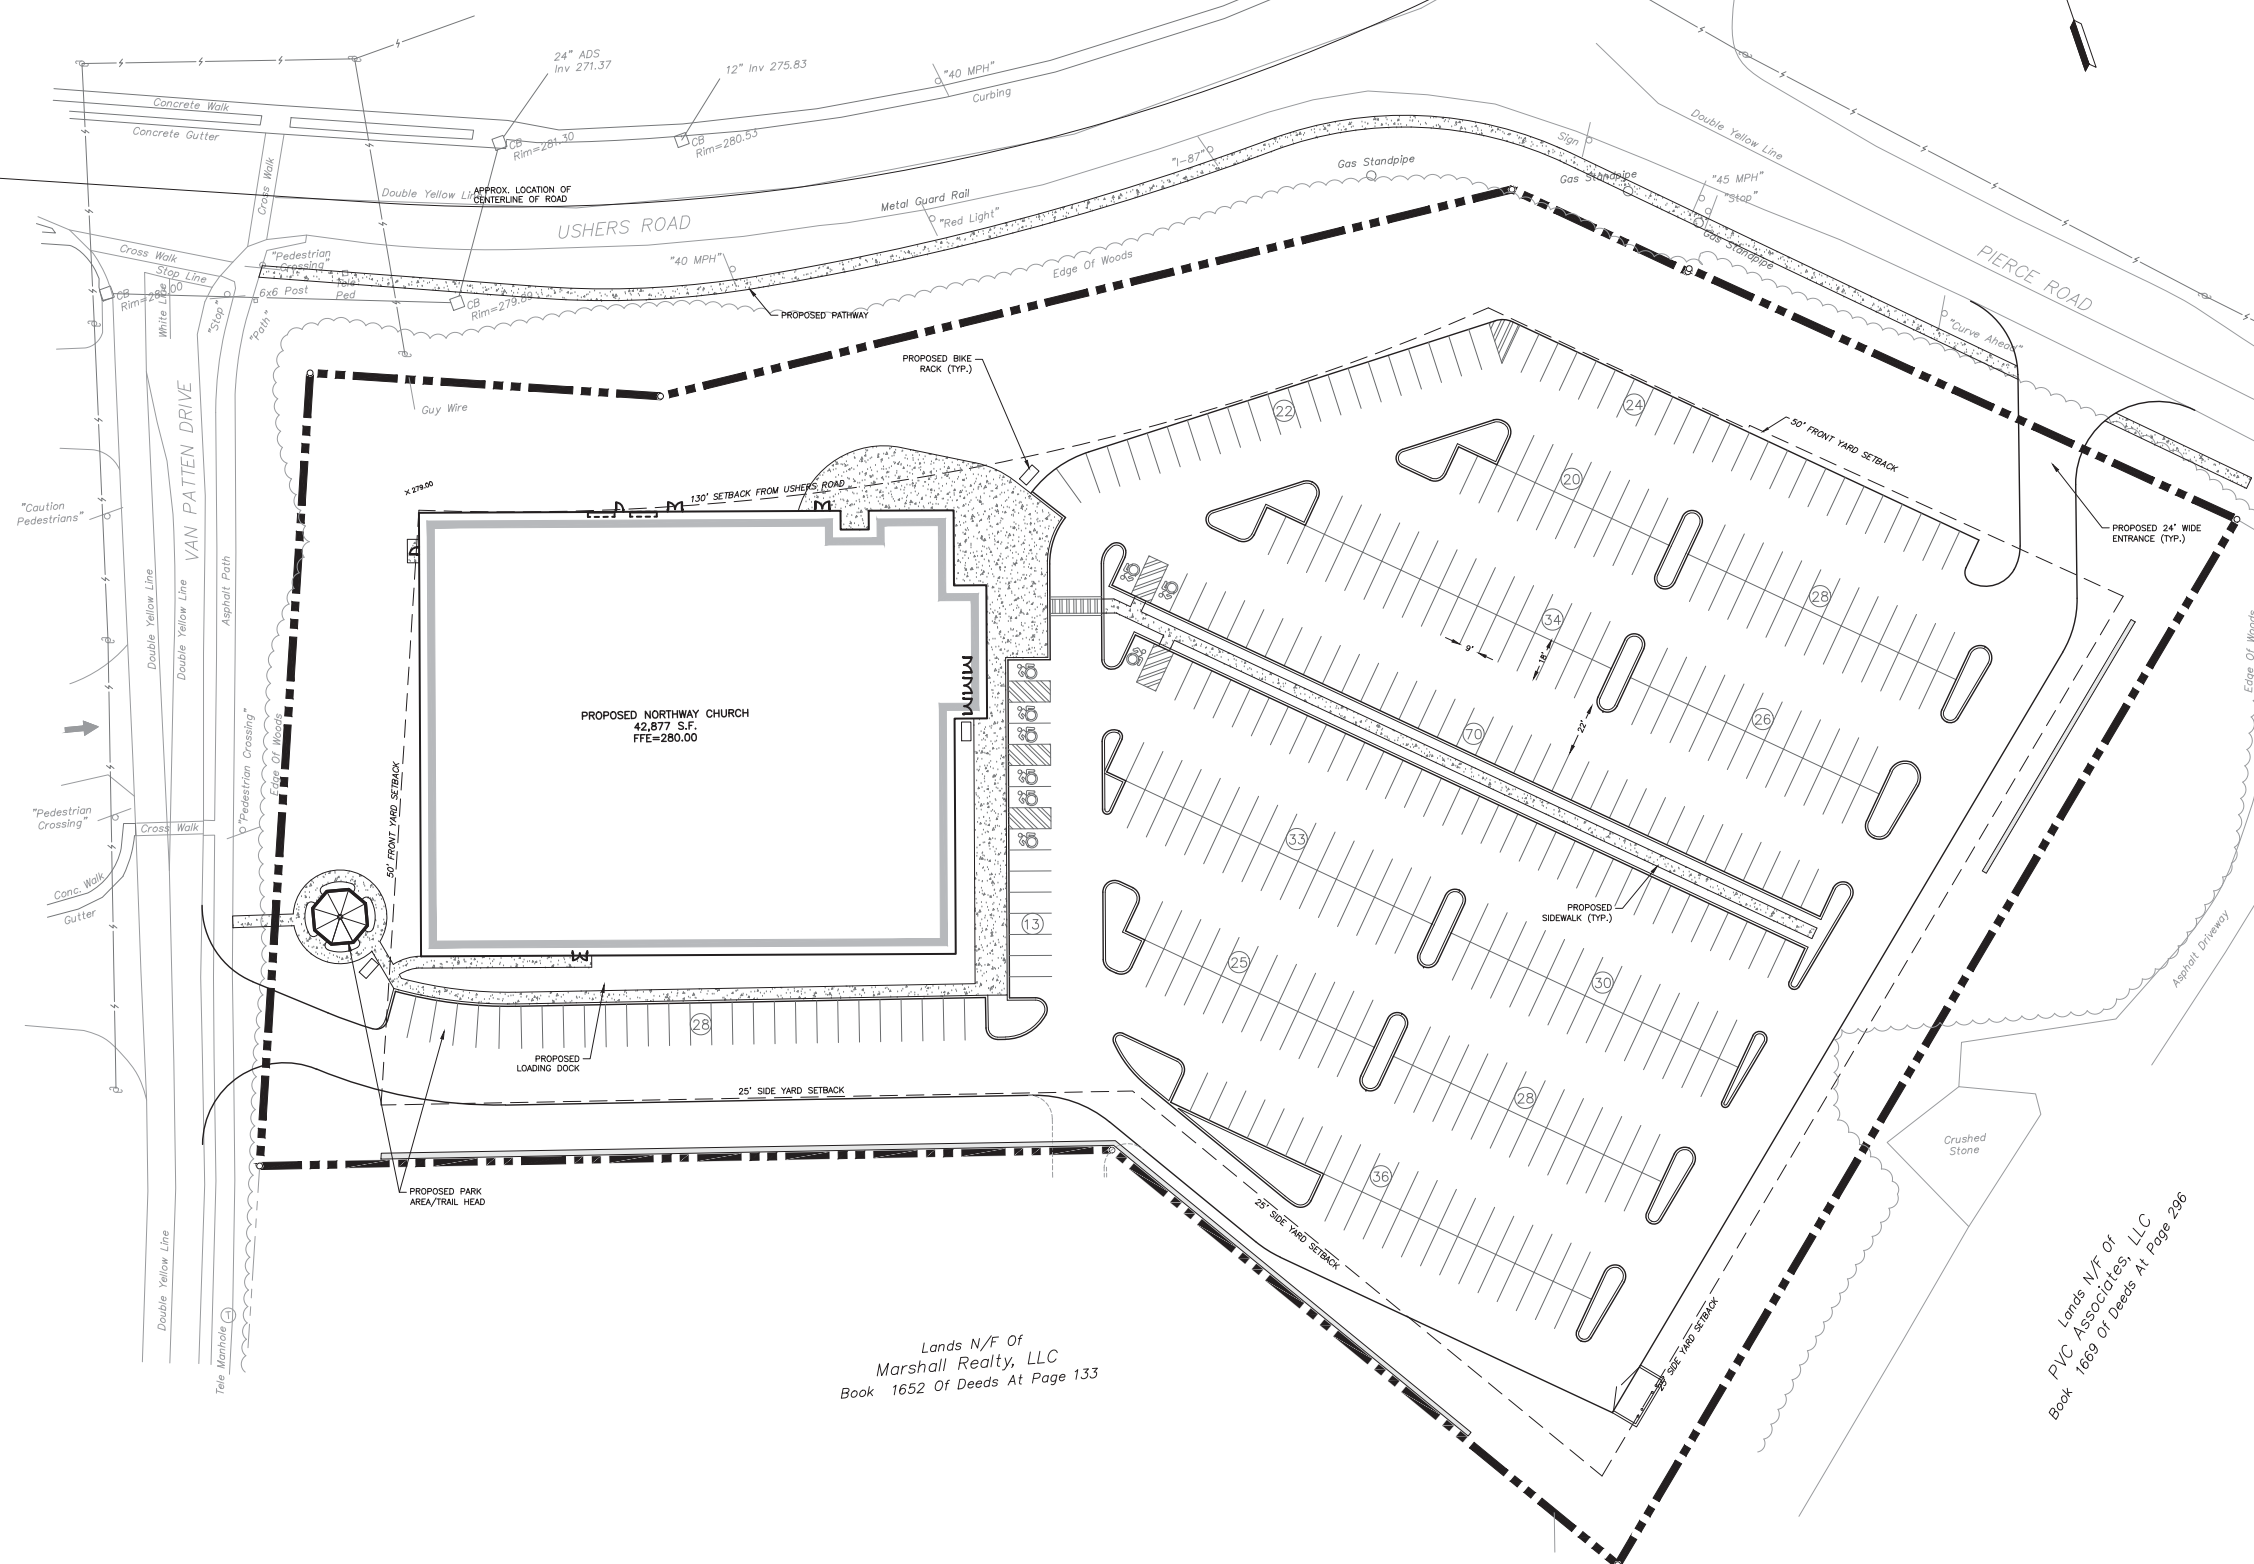 24" ADS
Inv 271.37
12" Inv 275.83
"40 MPH"
Curbing
Concrete Walk
Concrete Gutter
CB
Rim=281.30
CB
Rim=280.53
Cross Walk
Double Yellow Line
APPROX. LOCATION OF
CENTERLINE OF ROAD
USHERS ROAD
Metal Guard Rail
"Red Light"
"I-87"
Gas Standpipe
Sign
Gas Standpipe
"45 MPH"
"Stop"
Gas Standpipe
Double Yellow Line
PIERCE ROAD
"Curve Ahead"
Cross Walk
Stop Line
"Pedestrian
Crossing"
6x6 Post
Tele
Ped
CB
White Line
"Stop"
"Path"
CB
Rim=279.89
"40 MPH"
PROPOSED PATHWAY
Edge Of Woods
Guy Wire
PROPOSED BIKE
RACK (TYP.)
22
24
50' FRONT YARD SETBACK
20
28
34
26
9'
18'
22'
70
33
30
25
28
36
13
28
PROPOSED 24' WIDE
ENTRANCE (TYP.)
X 279.00
130' SETBACK FROM USHERS ROAD
VAN PATTEN DRIVE
"Caution
Pedestrians"
Double Yellow Line
Double Yellow Line
Asphalt Path
"Pedestrian Crossing"
Edge Of Woods
50' FRONT YARD SETBACK
PROPOSED NORTHWAY CHURCH
42,877 S.F.
FFE=280.00
"Pedestrian
Crossing"
Cross Walk
Conc. Walk
Gutter
PROPOSED
SIDEWALK (TYP.)
PROPOSED
LOADING DOCK
25' SIDE YARD SETBACK
PROPOSED PARK
AREA/TRAIL HEAD
25' SIDE YARD SETBACK
25' SIDE YARD SETBACK
Edge Of Woods
Asphalt Driveway
Crushed
Stone
Double Yellow Line
Tele Manhole
T
Lands N/F Of
Marshall Realty, LLC
Book 1652 Of Deeds At Page 133
Lands N/F Of
PVC Associates, LLC
Book 1669 Of Deeds At Page 296